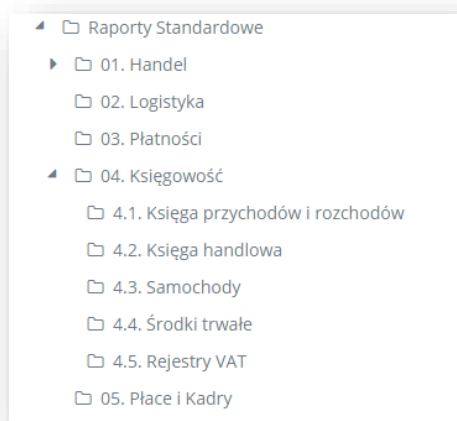 Raporty Standardowe
01. Handel
02. Logistyka
03. Płatności
04. Księgowość
4.1. Księga przychodów i rozchodów
4.2. Księga handlowa
4.3. Samochody
4.4. Środki trwałe
4.5. Rejestry VAT
05. Płace i Kadry